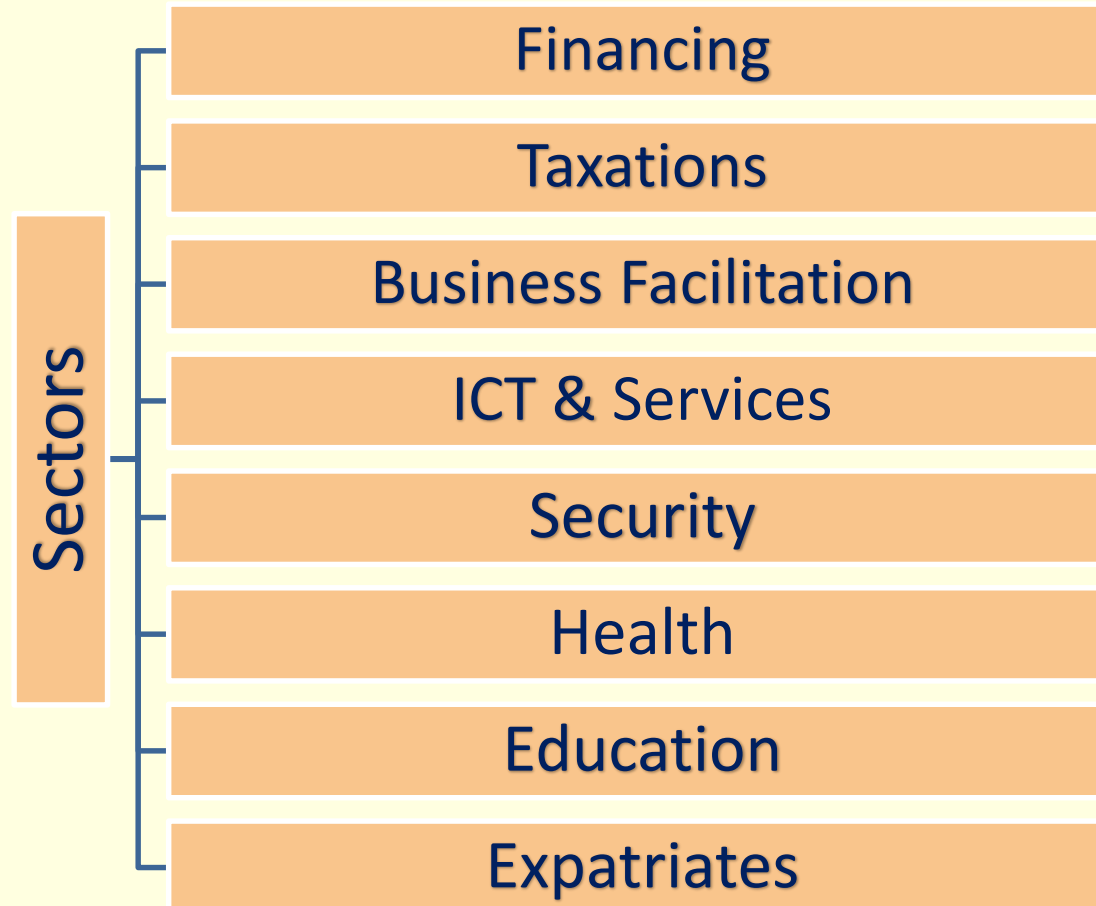 Sectors
Financing
Taxations
Business Facilitation
ICT & Services
Security
Health
Education
Expatriates